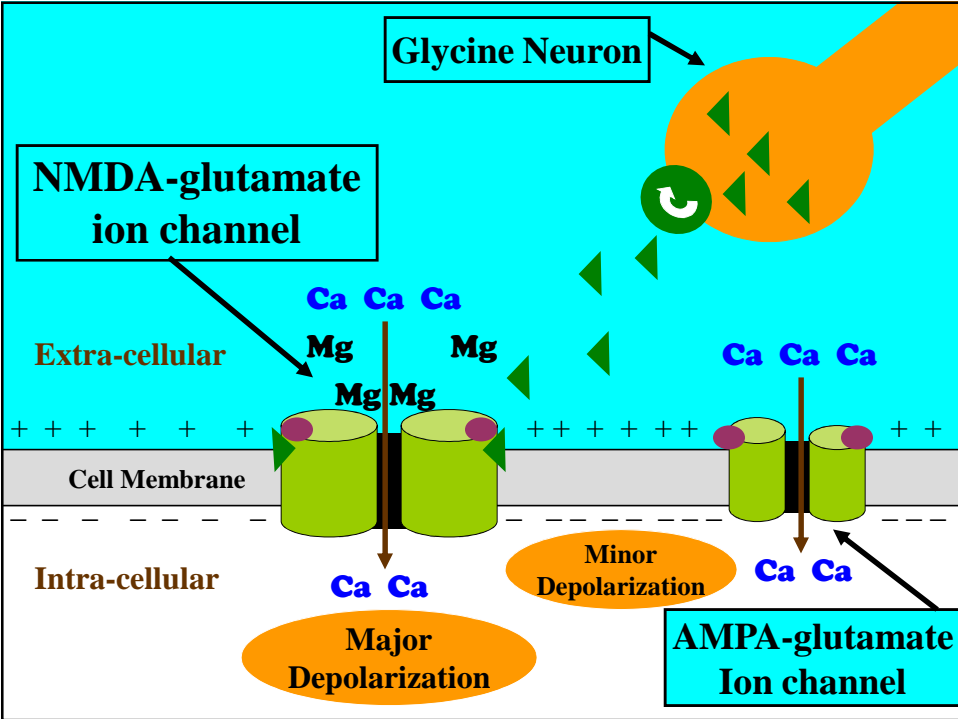 Glycine Neuron
NMDA-glutamate
ion channel
Ca Ca Ca
Extra-cellular
Mg Mg
Mg Mg
Ca Ca Ca
+ + + + + + + + + + + + + + +
Cell Membrane
– – – – – – – – – – – – – – – – – – – – –
Intra-cellular
Ca Ca
Minor
Depolarization
Ca Ca
Major
Depolarization
AMPA-glutamate
Ion channel